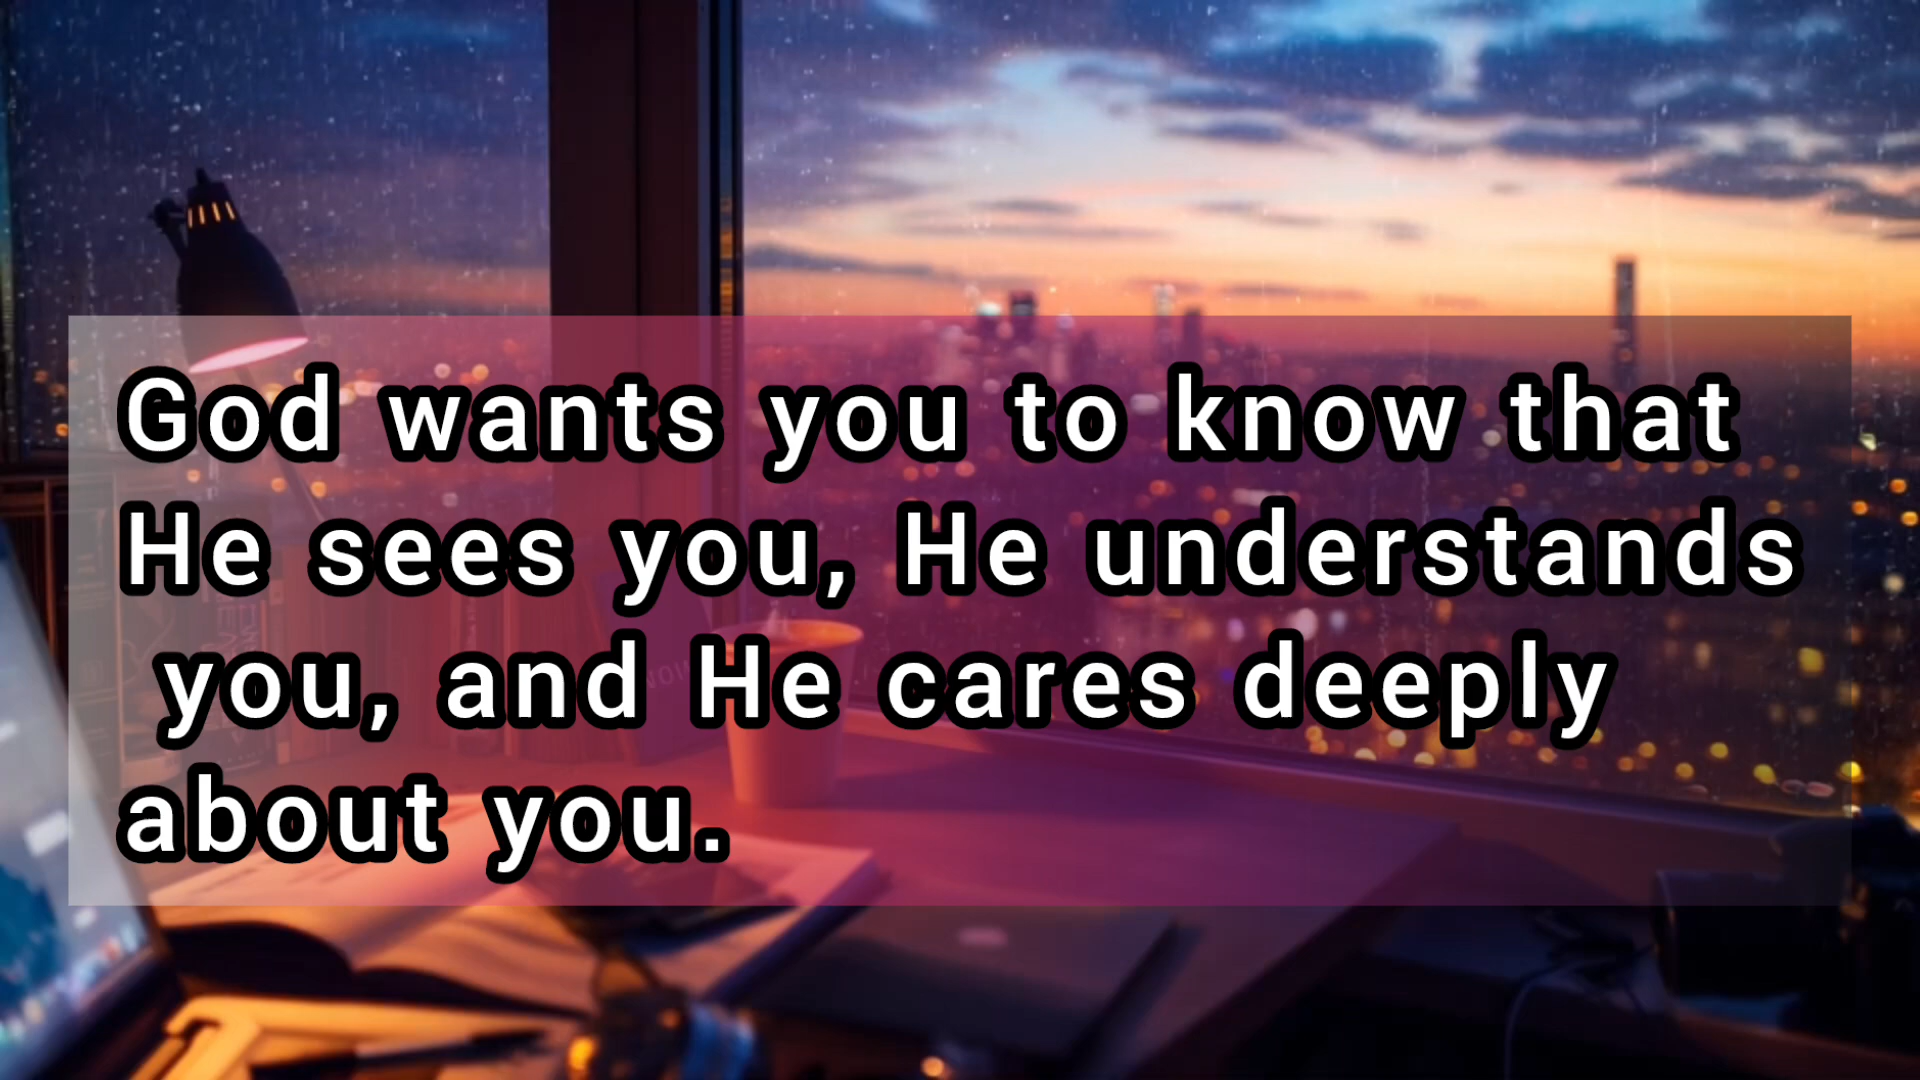 God wants you to know that
He sees you, He understands
you, and He cares deeply
about you.